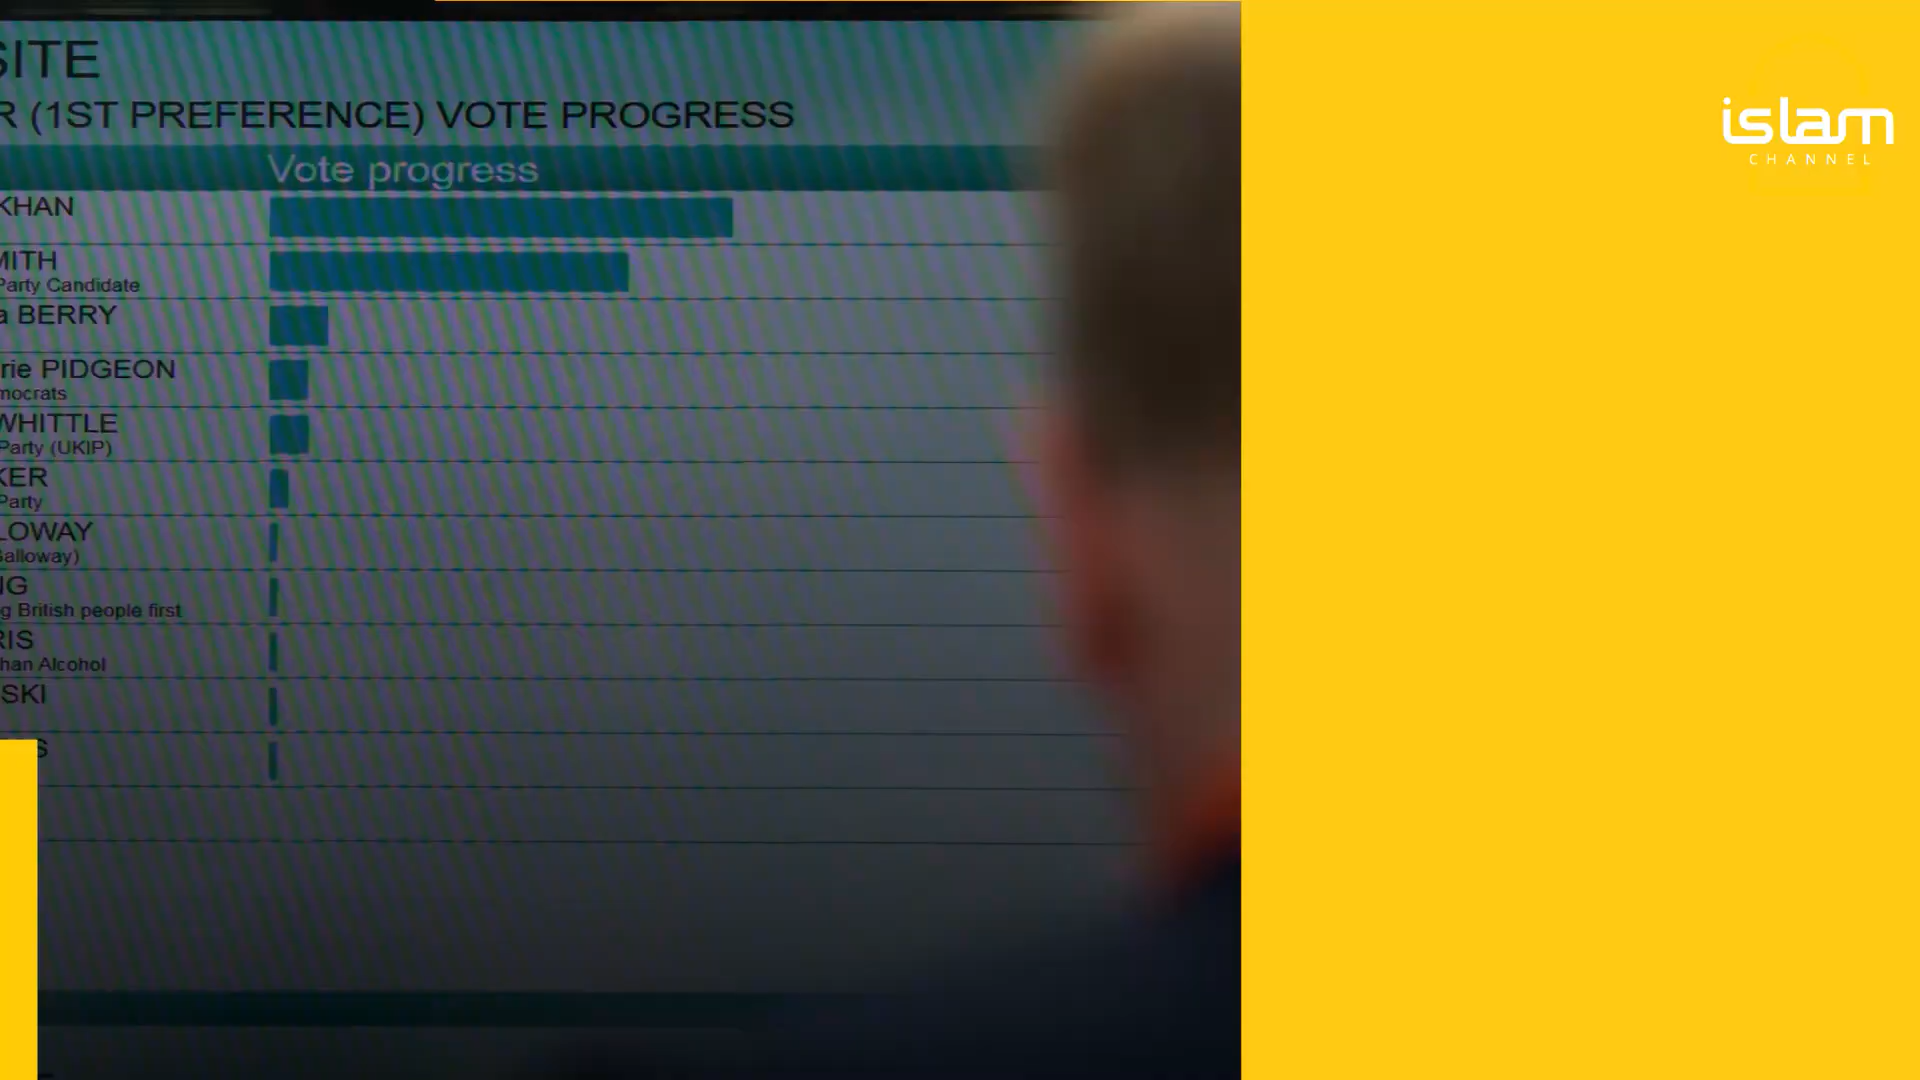 SITE
R (1ST PREFERENCE) VOTE PROGRESS
Vote progress
KHAN
MITH
Party Candidate
a BERRY
rie PIDGEON
mocrats
WHITTLE
Party (UKIP)
KER
Party
LOWAY
Galloway)
NG
g British people first
RIS
han Alcohol
SKI
S
islam
CHANNEL